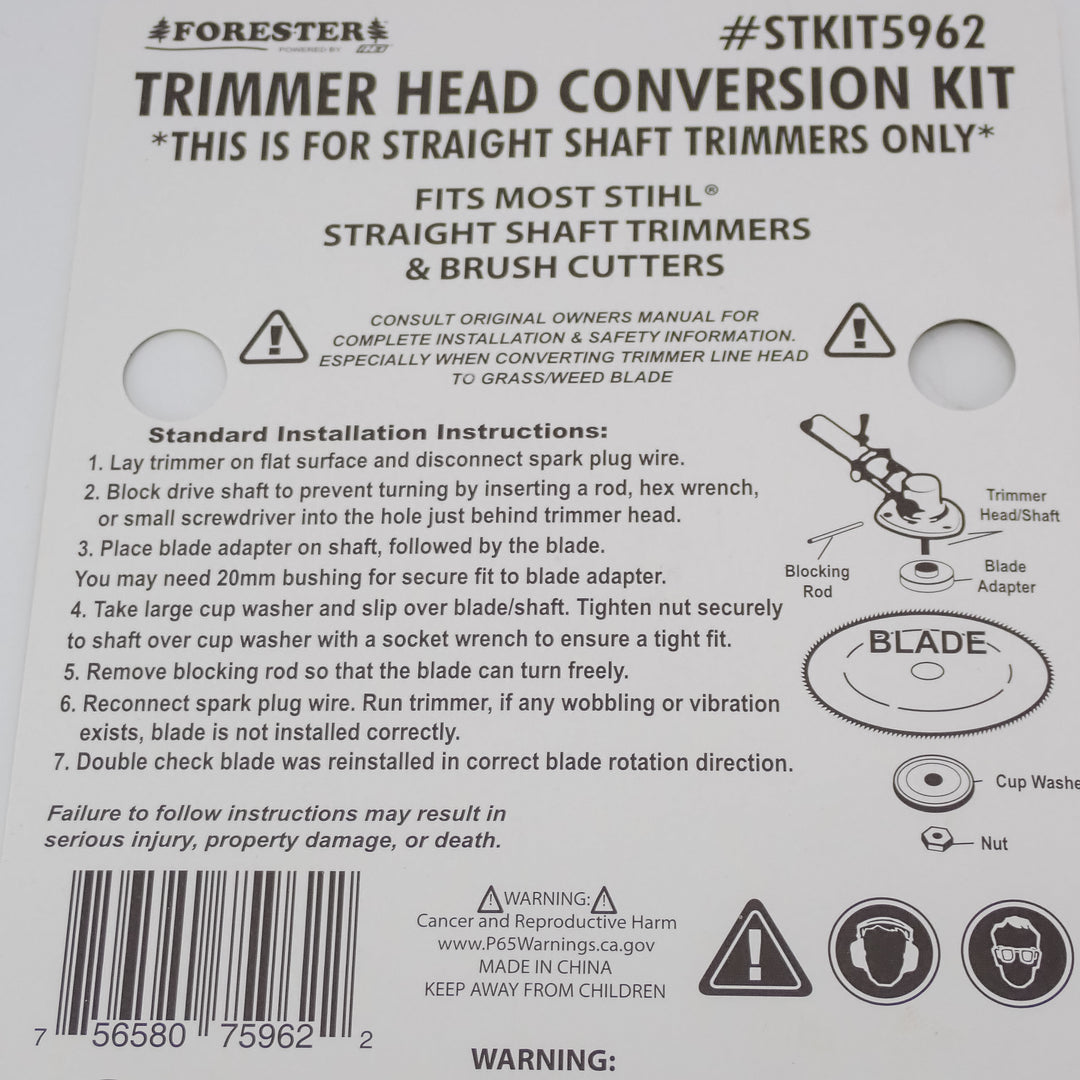 FORESTER
POWERED BY
#STKIT5962
TRIMMER HEAD CONVERSION KIT
*THIS IS FOR STRAIGHT SHAFT TRIMMERS ONLY*
FITS MOST STIHL®
STRAIGHT SHAFT TRIMMERS
& BRUSH CUTTERS
CONSULT ORIGINAL OWNERS MANUAL FOR
COMPLETE INSTALLATION & SAFETY INFORMATION.
ESPECIALLY WHEN CONVERTING TRIMMER LINE HEAD
TO GRASS/WEED BLADE
Standard Installation Instructions:
1. Lay trimmer on flat surface and disconnect spark plug wire.
2. Block drive shaft to prevent turning by inserting a rod, hex wrench,
or small screwdriver into the hole just behind trimmer head.
3. Place blade adapter on shaft, followed by the blade.
You may need 20mm bushing for secure fit to blade adapter.
4. Take large cup washer and slip over blade/shaft. Tighten nut securely
to shaft over cup washer with a socket wrench to ensure a tight fit.
5. Remove blocking rod so that the blade can turn freely.
6. Reconnect spark plug wire. Run trimmer, if any wobbling or vibration
exists, blade is not installed correctly.
7. Double check blade was reinstalled in correct blade rotation direction.
Trimmer
Head/Shaft
Blocking
Rod
Blade
Adapter
BLADE
Cup Washe
Nut
Failure to follow instructions may result in
serious injury, property damage, or death.
7 56580 75962 2
WARNING:
Cancer and Reproductive Harm
www.P65Warnings.ca.gov
MADE IN CHINA
KEEP AWAY FROM CHILDREN
WARNING: